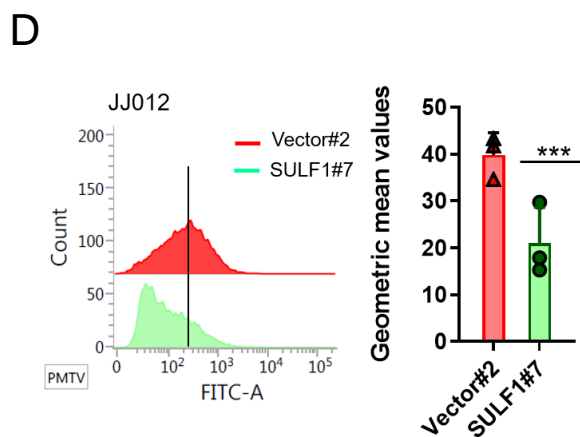 D
JJ012
Vector#2
SULF1#7
Count
200
150
100
50
0
0 10² 10³ 10⁴ 10⁵
FITC-A
PMTV
Geometric mean values
50
40
30
20
10
0
***
Vector#2
SULF1#7